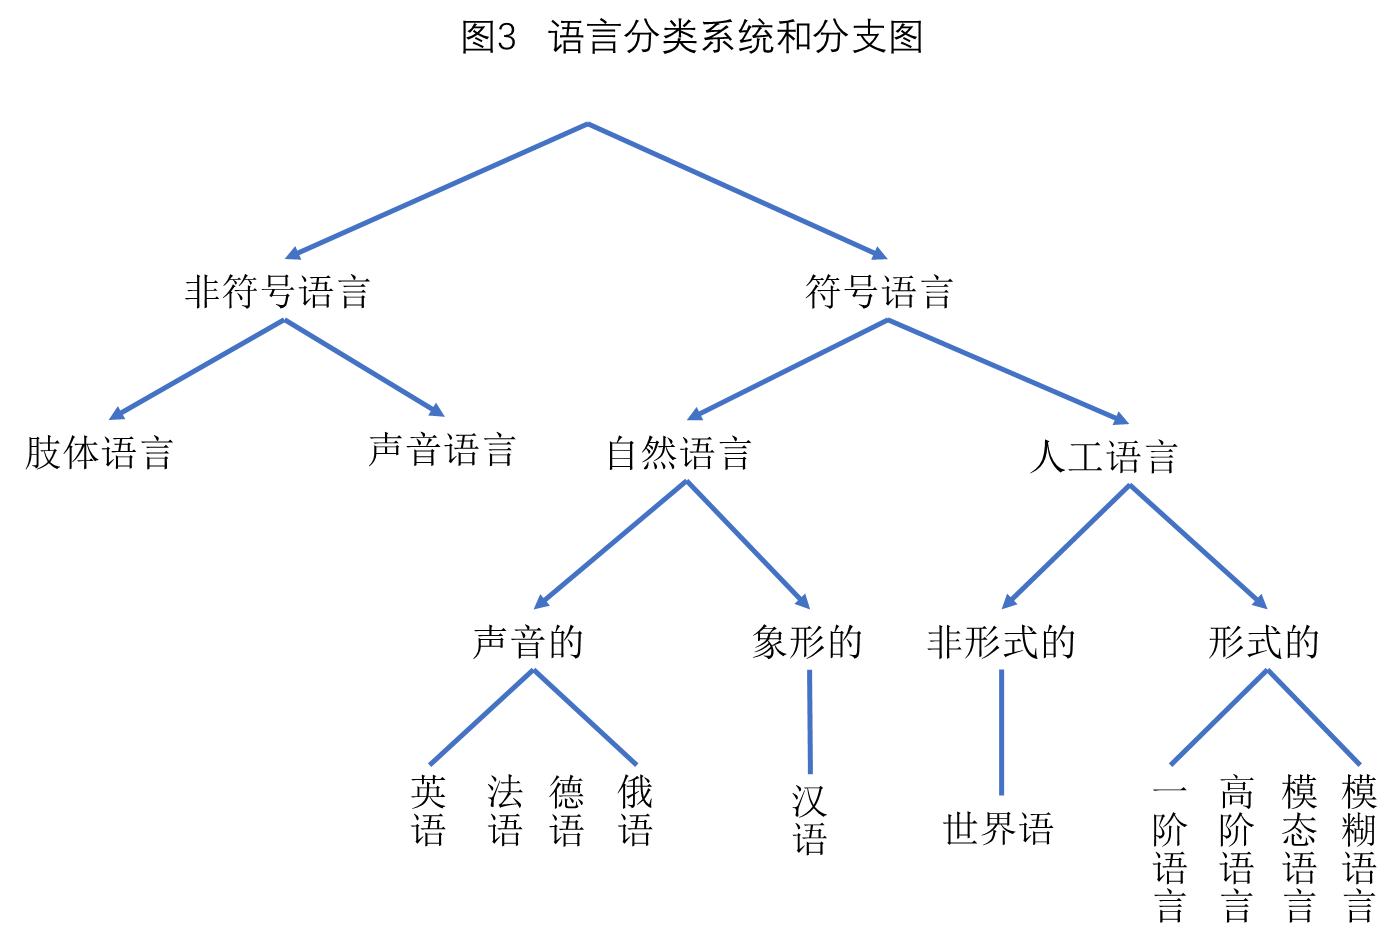 图3 语言分类系统和分支图
非符号语言
符号语言
肢体语言
声音语言
自然语言
人工语言
声音的
象形的
非形式的
形式的
英语
法语
德语
俄语
汉语
世界语
一阶语言
高阶语言
模态语言
模糊语言